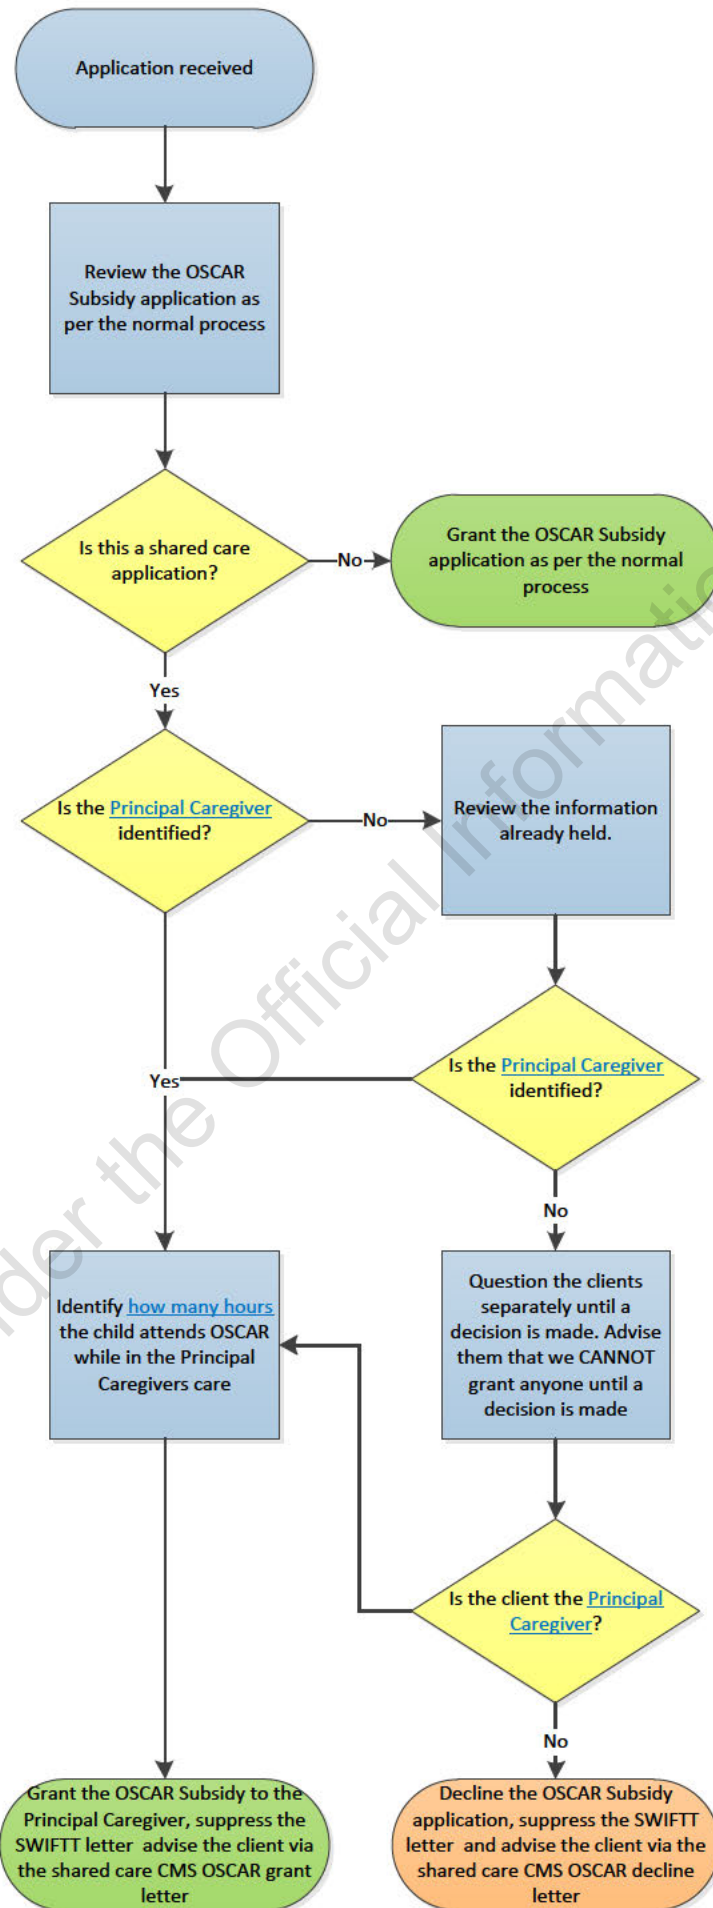 Application received
Review the OSCAR
Subsidy application as
per the normal process
Is this a shared care
application?
No
Grant the OSCAR Subsidy
application as per the normal
process
Yes
Is the Principal Caregiver
identified?
No
Review the information
already held.
Is the Principal Caregiver
identified?
Yes
No
Identify how many hours
the child attends OSCAR
while in the Principal
Caregivers care
Question the clients
separately until a
decision is made. Advise
them that we CANNOT
grant anyone until a
decision is made
Is the client the Principal
Caregiver?
No
Grant the OSCAR Subsidy to the
Principal Caregiver, suppress the
SWIFTT letter  advise the client via
the shared care CMS OSCAR grant
letter
Decline the OSCAR Subsidy
application, suppress the SWIFTT
letter  and advise the client via the
shared care CMS OSCAR decline
letter
the Official